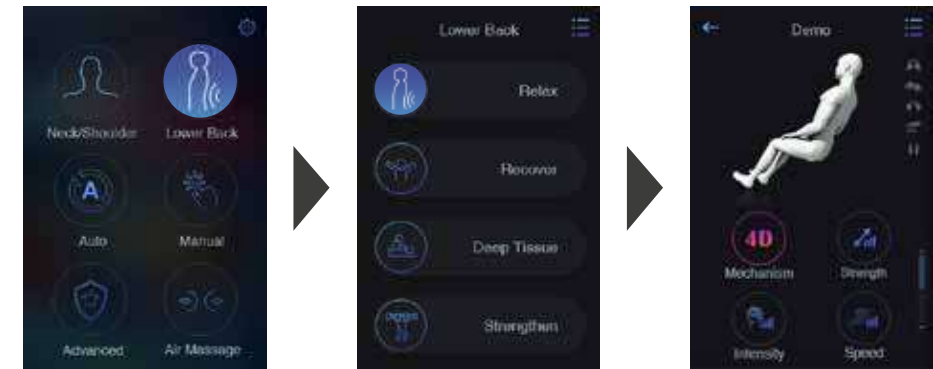 Neck/Shoulder
Lower Back
A
Auto
Manual
Advanced
Air Massage
Lower Back
Relax
Recover
Deep Tissue
Strengthen
Demo
4D
Mechanism
Strength
Intensity
Speed